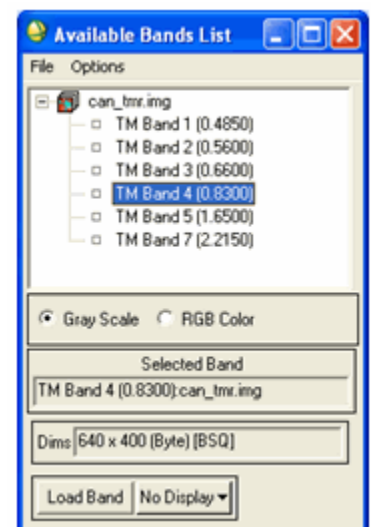 Available Bands List
File Options
can_tmr.img
TM Band 1 (0.4850)
TM Band 2 (0.5600)
TM Band 3 (0.6600)
TM Band 4 (0.8300)
TM Band 5 (1.6500)
TM Band 7 (2.2150)
Gray Scale RGB Color
Selected Band
TM Band 4 (0.8300):can_tmr.img
Dims 640 x 400 (Byte) [BSQ]
Load Band No Display